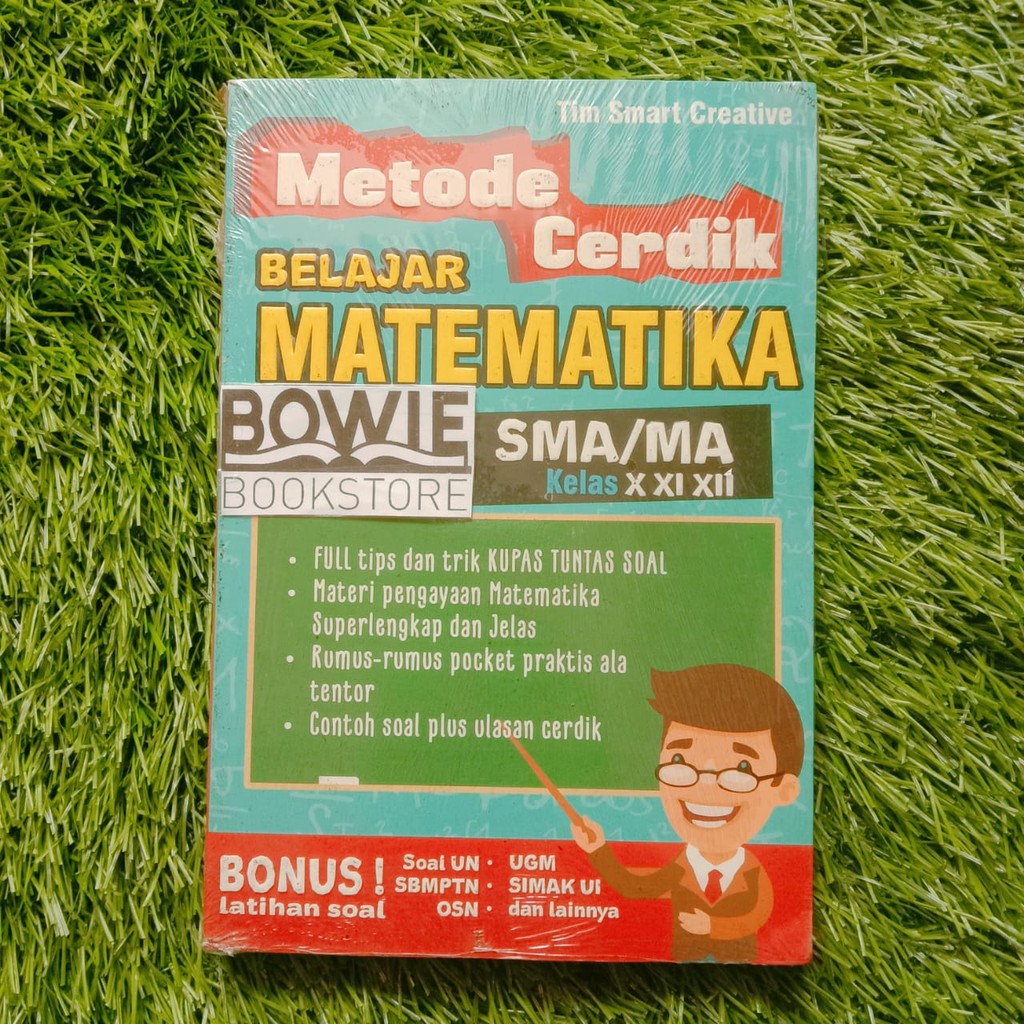 Tim Smart Creative
Metode
Cerdik
BELAJAR
MATEMATIKA
BOWIE
BOOKSTORE
SMA/MA
Kelas X XI XII
• FULL tips dan trik KUPAS TUNTAS SOAL
• Materi pengayaan Matematika
Superlengkap dan Jelas
• Rumus-rumus pocket praktis ala
tentor
• Contoh soal plus ulasan cerdik
BONUS !
latihan soal
Soal UN • UGM
SBMPTN • SIMAK UI
OSN • dan lainnya